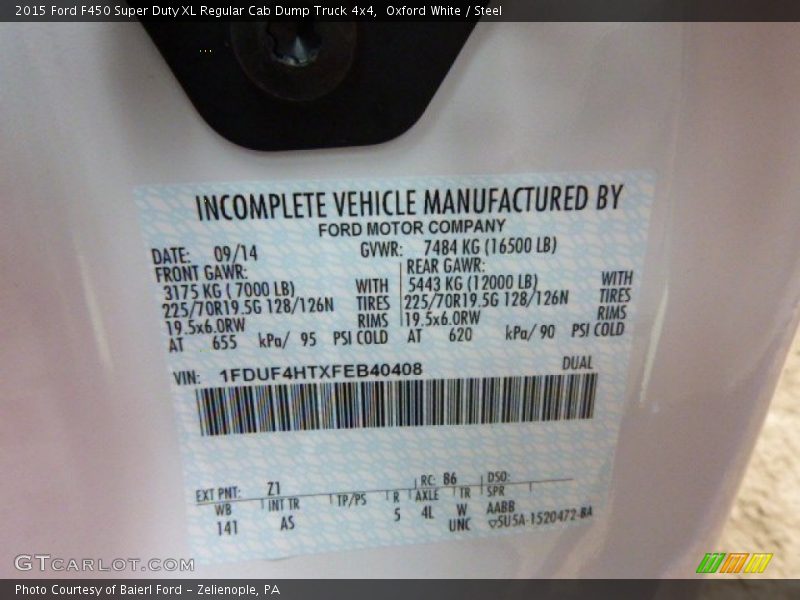 2015 Ford F450 Super Duty XL Regular Cab Dump Truck 4x4,  Oxford White / Steel
INCOMPLETE VEHICLE MANUFACTURED BY
FORD MOTOR COMPANY
DATE: 09/14 GVWR: 7484 KG (16500 LB)
FRONT GAWR: REAR GAWR:
3175 KG ( 7000 LB) WITH 5443 KG (12000 LB) WITH
225/70R19.5G 128/126N TIRES 225/70R19.5G 128/126N TIRES
19.5x6.0RW RIMS 19.5x6.0RW RIMS
AT 655 kPa/ 95 PSI COLD AT 620 kPa/ 90 PSI COLD
VIN: 1FDUF4HTXFEB40408 DUAL
EXT PNT: Z1 RC: 86 DSO:
WB INT TR TP/PS R AXLE TR SPR
141 AS 5 4L W AABB
UNC 5U5A-1520472-BA
GTCARLOT.COM
Photo Courtesy of Baierl Ford – Zelienople, PA